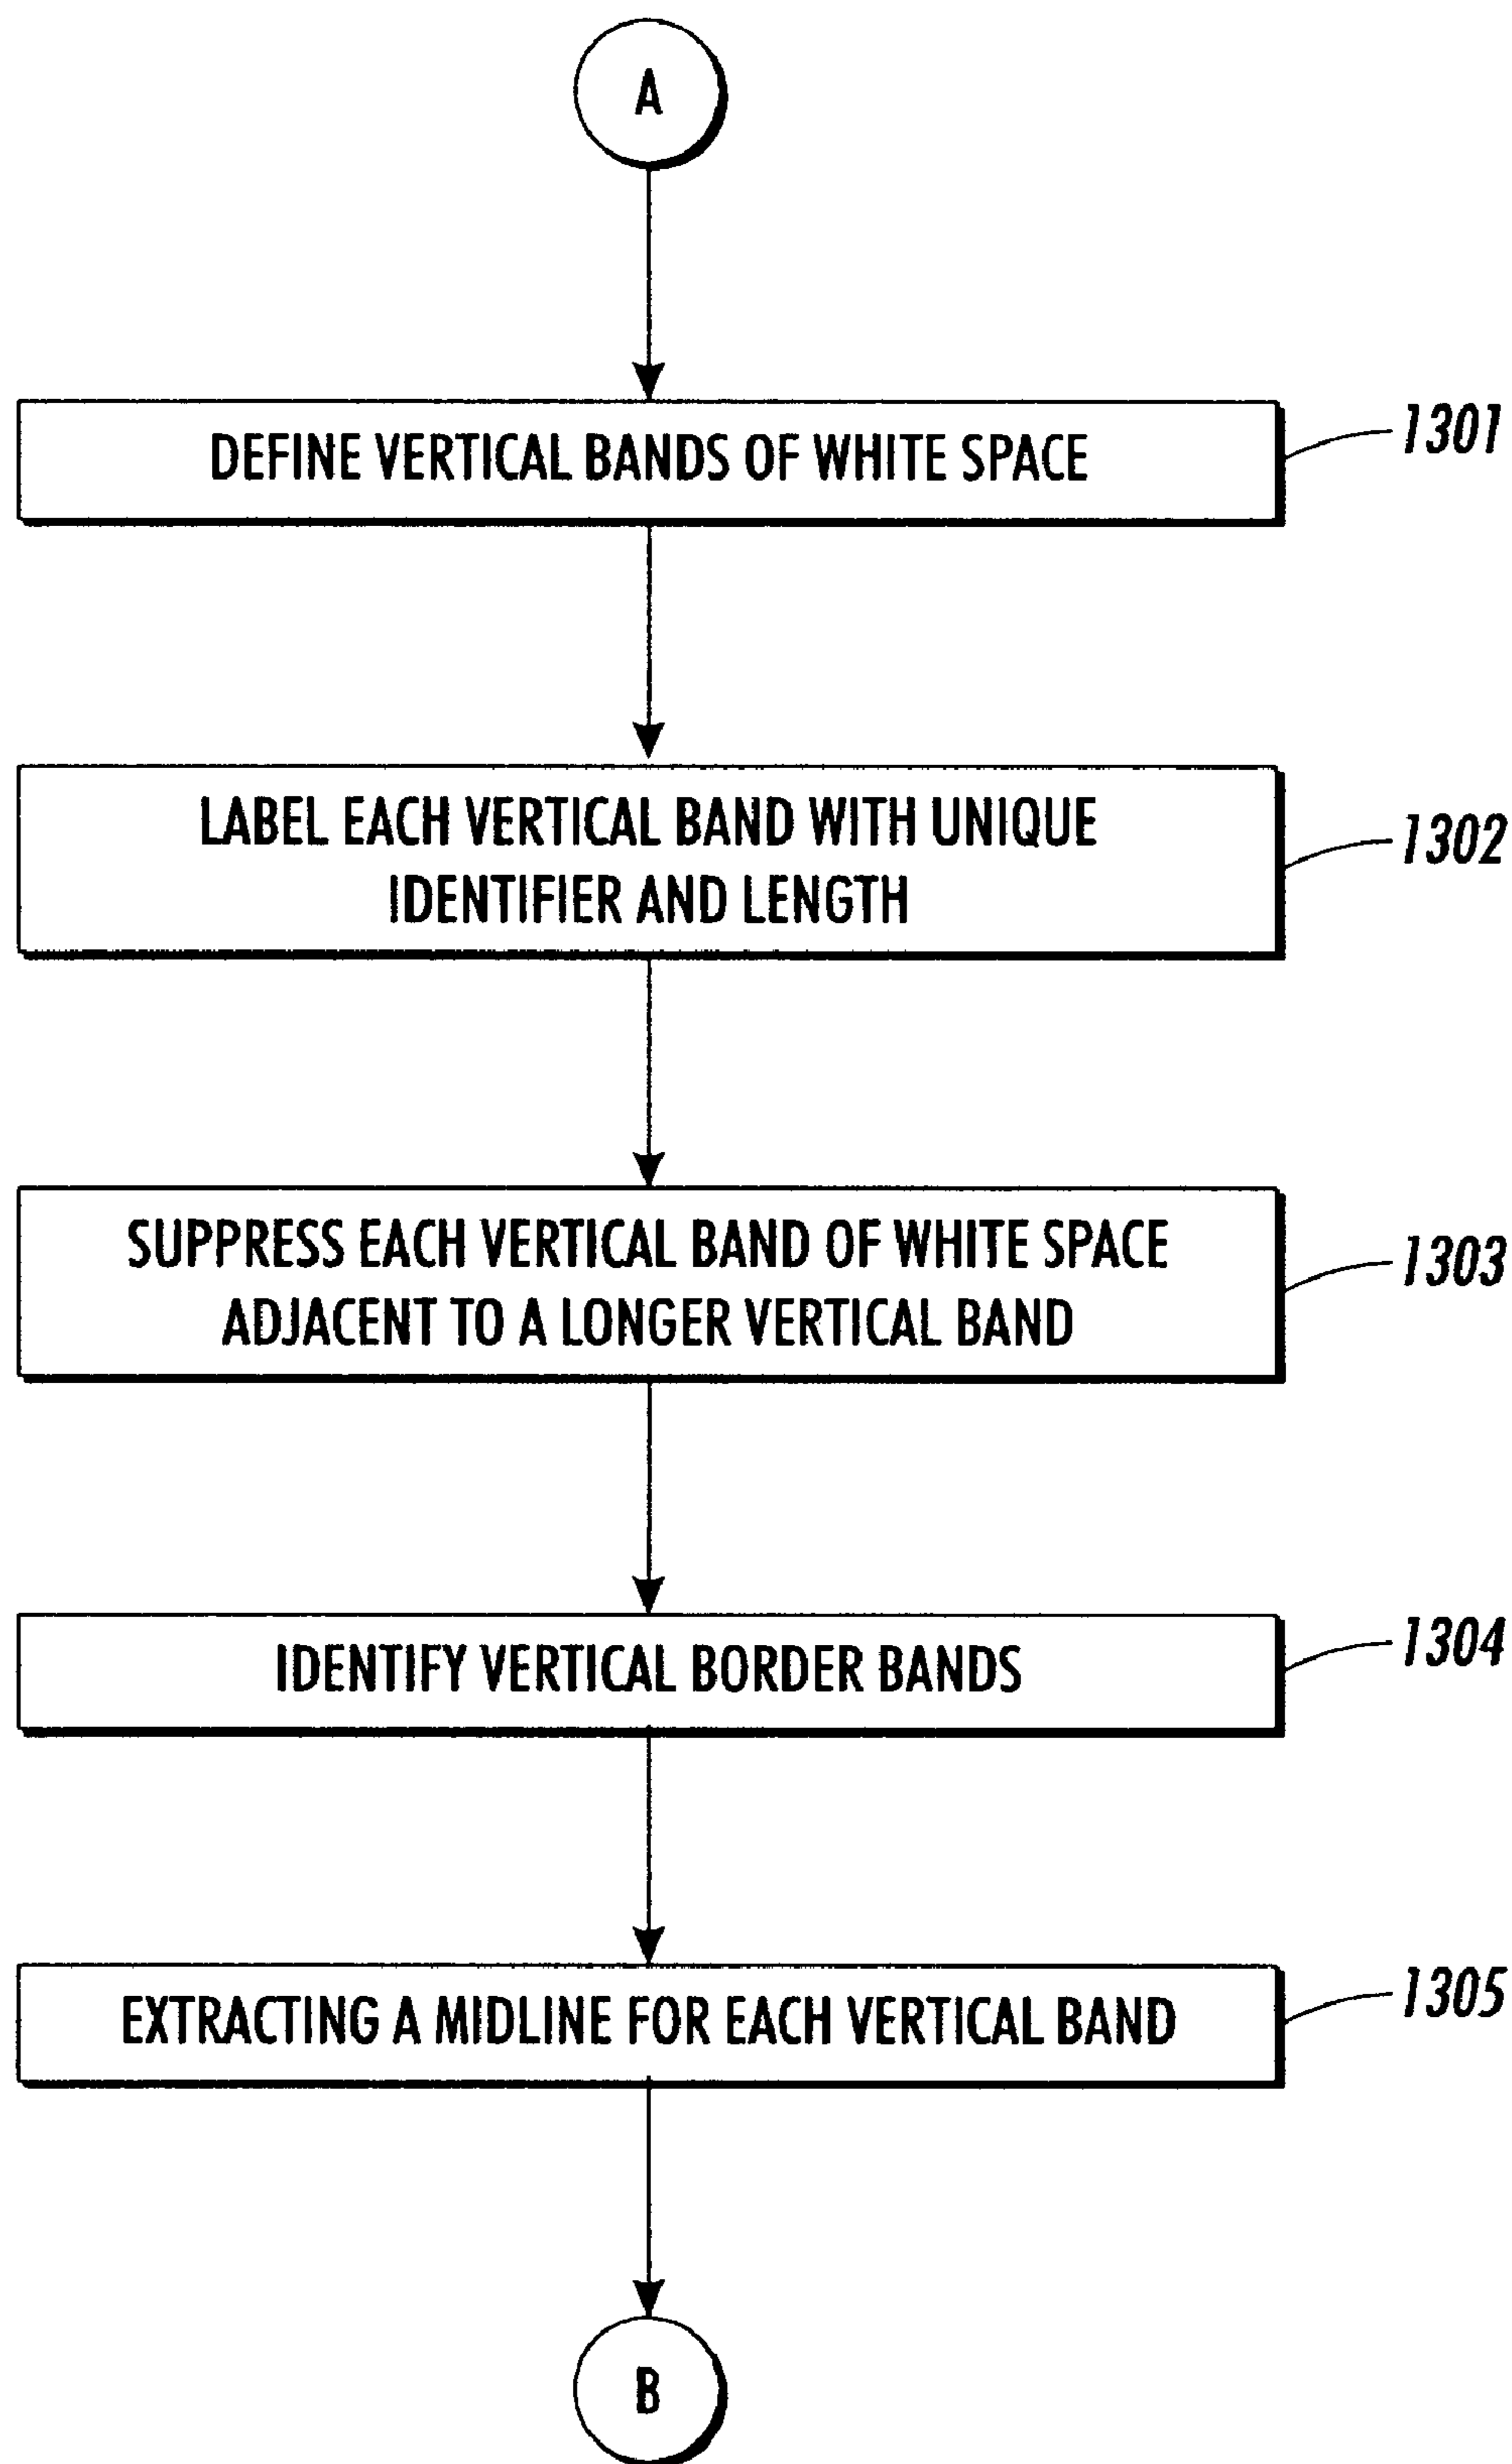 A
DEFINE VERTICAL BANDS OF WHITE SPACE
1301
LABEL EACH VERTICAL BAND WITH UNIQUE
IDENTIFIER AND LENGTH
1302
SUPPRESS EACH VERTICAL BAND OF WHITE SPACE
ADJACENT TO A LONGER VERTICAL BAND
1303
IDENTIFY VERTICAL BORDER BANDS
1304
EXTRACTING A MIDLINE FOR EACH VERTICAL BAND
1305
B